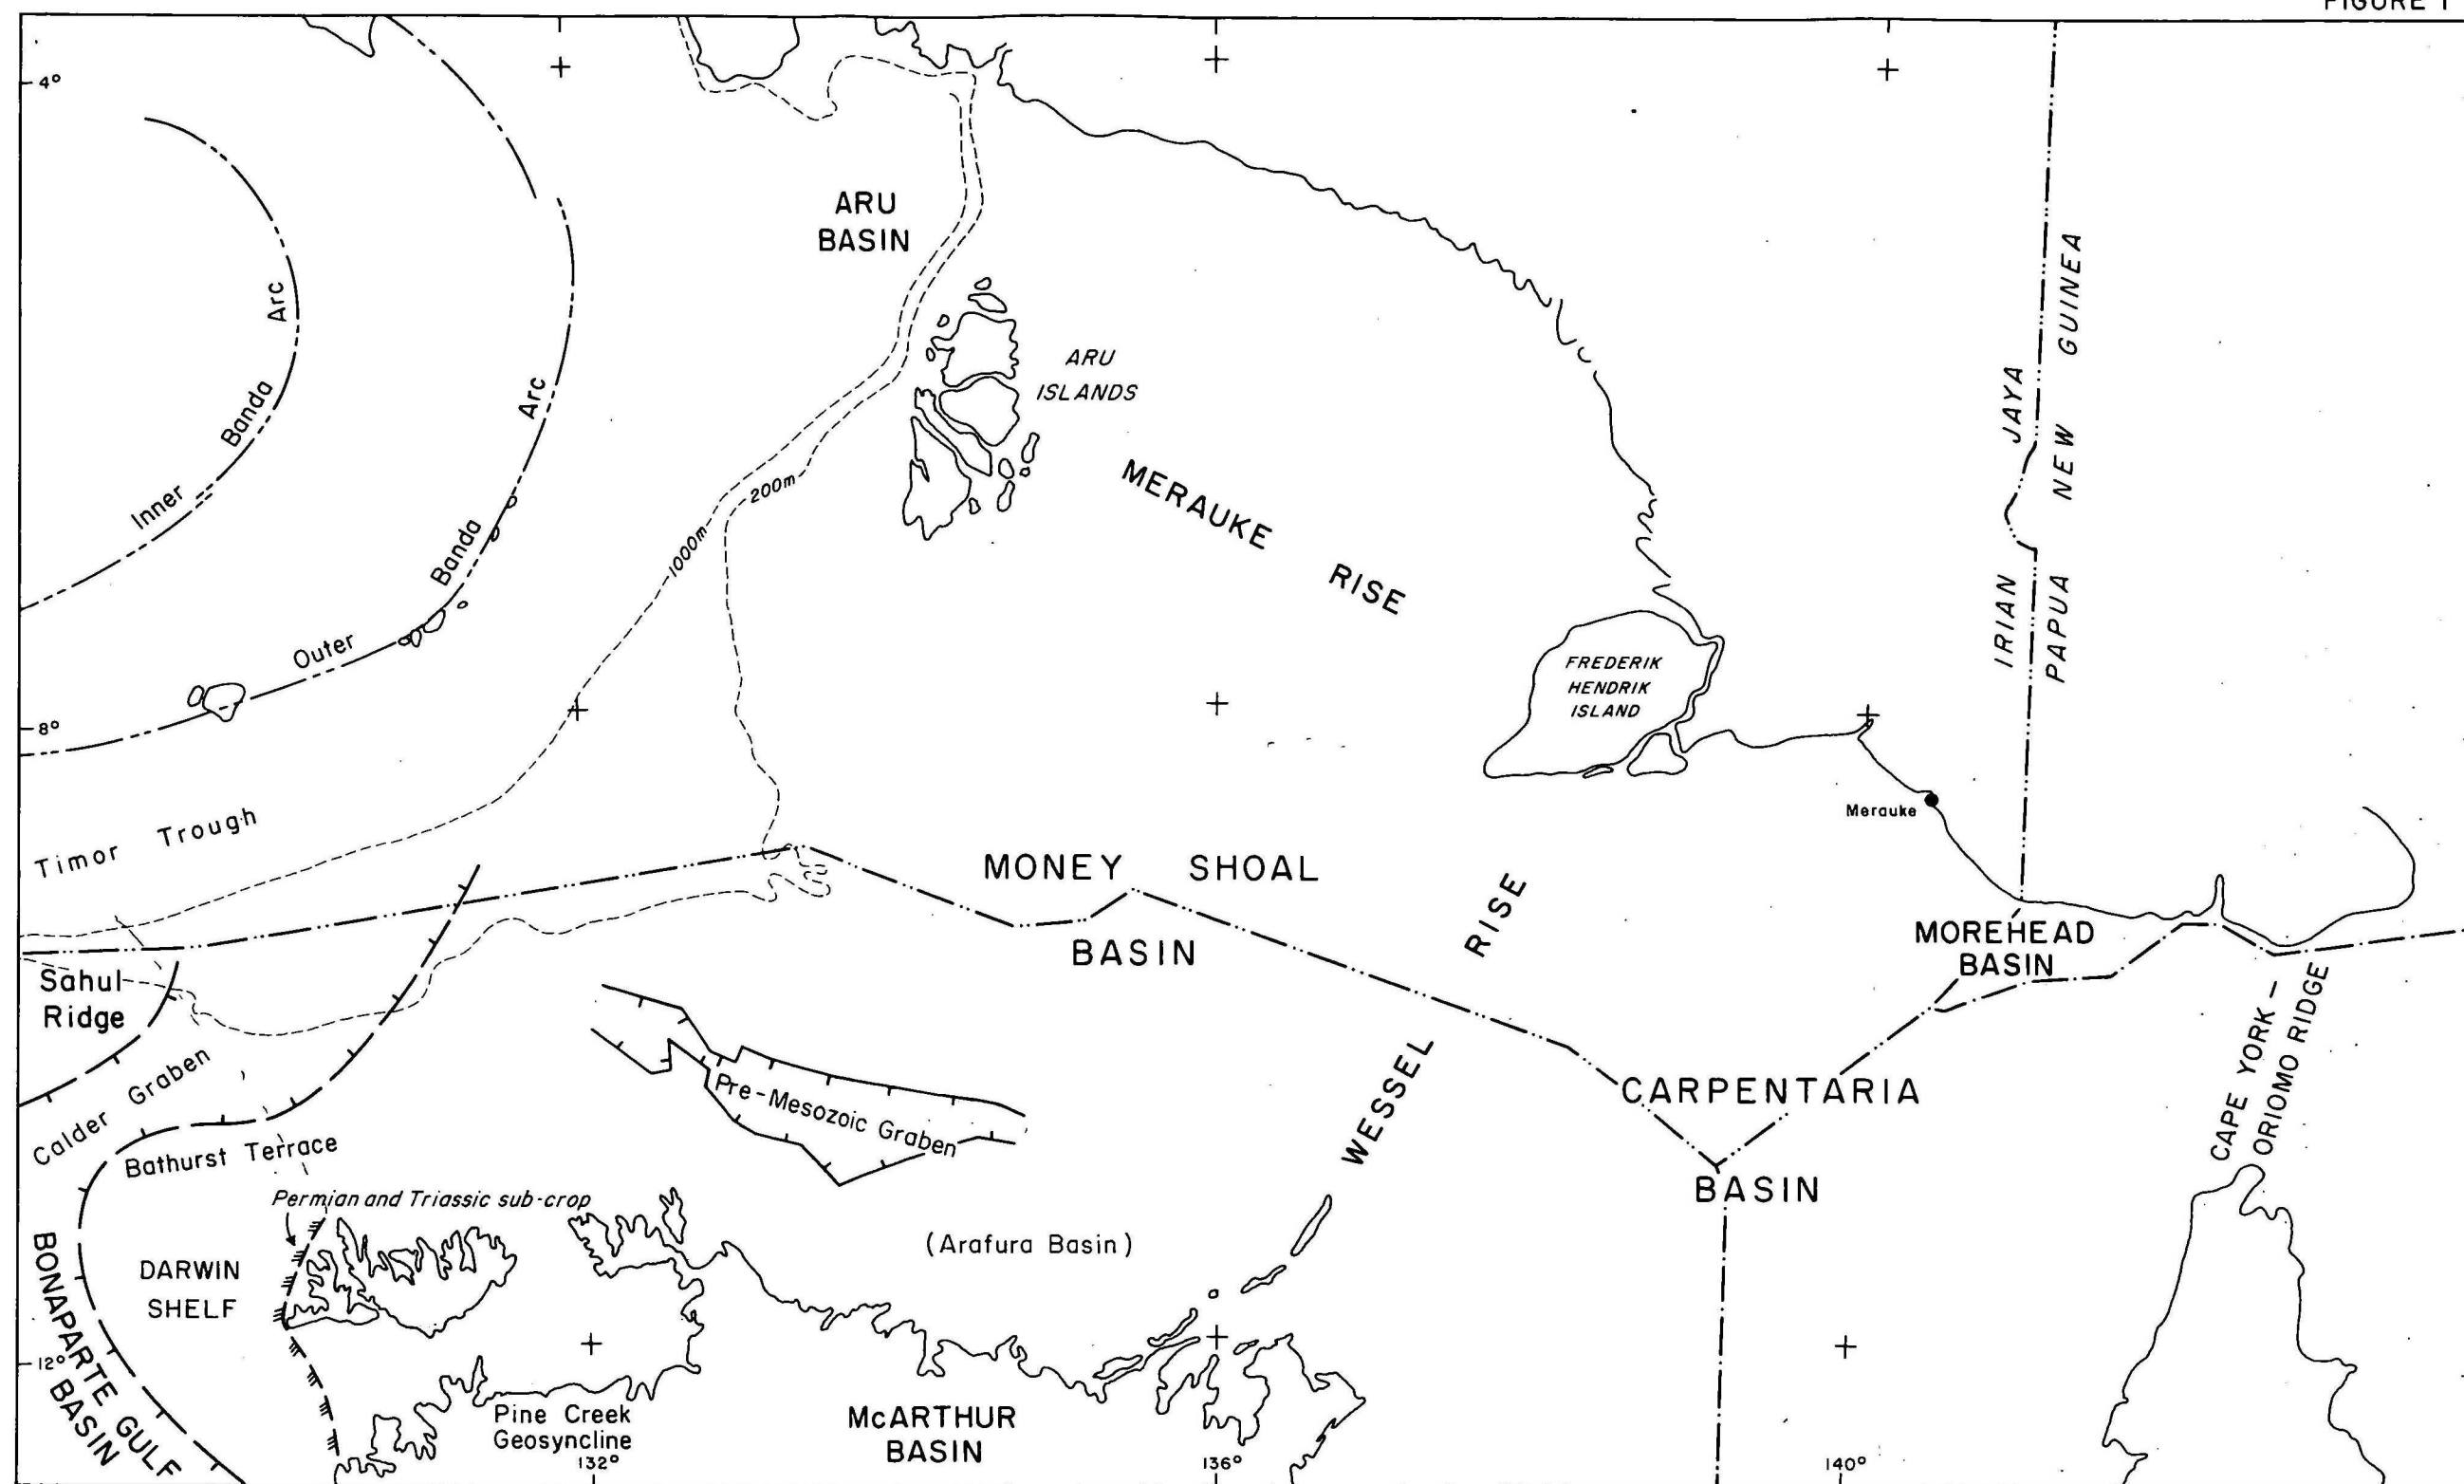 FIGURE 1
4°
ARU
BASIN
Inner Banda Arc
Outer Banda Arc
ARU
ISLANDS
200m
1000m
MERAUKE RISE
IRIAN JAYA
PAPUA NEW GUINEA
FREDERIK
HENDRIK
ISLAND
8°
Merauke
Timor Trough
MONEY SHOAL
BASIN
WESSEL RISE
MOREHEAD
BASIN
Sahul
Ridge
CAPE YORK –
ORIOMO RIDGE
Calder Graben
Pre-Mesozoic Graben
CARPENTARIA
BASIN
Bathurst Terrace
Permian and Triassic sub-crop
(Arafura Basin)
DARWIN
SHELF
BONAPARTE GULF
BASIN
12°
Pine Creek
Geosyncline
McARTHUR
BASIN
132°
136°
140°